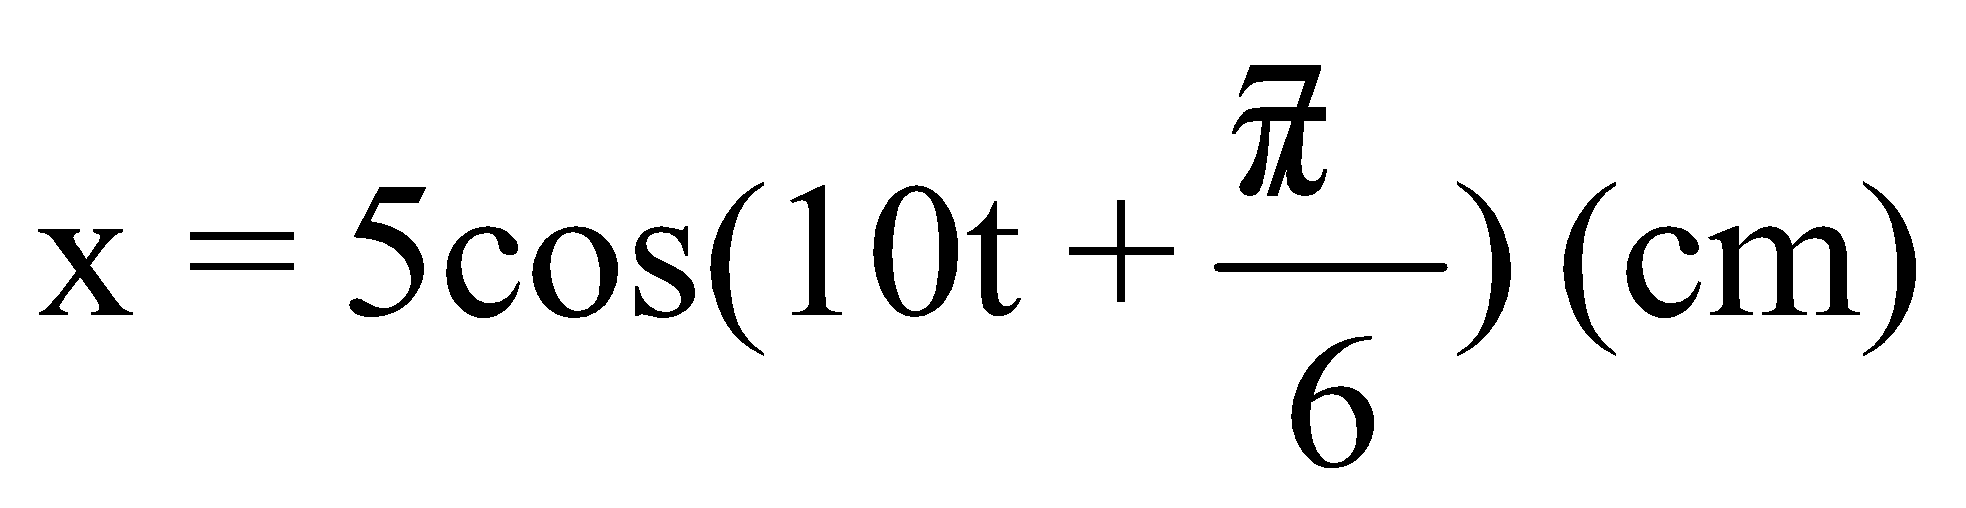 x = 5cos(10t + 7π/6) (cm)